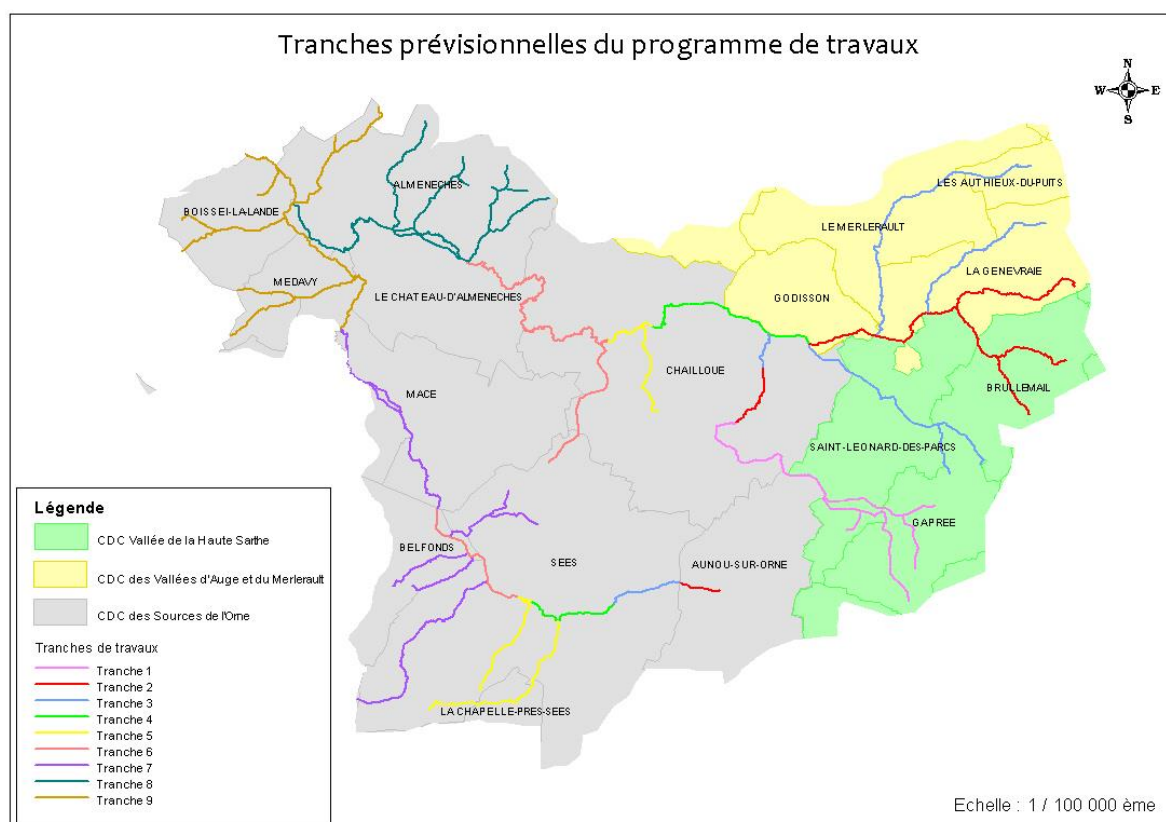 Tranches prévisionnelles du programme de travaux
N
W E
S
ALMENECHES
LES AUTHIEUX-DU-PUITS
BOISSEI-LA-LANDE
LE MERLERAULT
MEDAVY
LA GENEVRAIE
LE CHATEAU-D'ALMENECHES
GODISSON
CHAILLOUE
BRULLEMAIL
MACE
SAINT-LEONARD-DES-PARCS
GAPREE
BELFONDS
SEES
AUNOU-SUR-ORNE
LA CHAPELLE-PRES-SEES
Légende
CDC Vallée de la Haute Sarthe
CDC des Vallées d'Auge et du Merlerault
CDC des Sources de l'Orne
Tranches de travaux
Tranche 1
Tranche 2
Tranche 3
Tranche 4
Tranche 5
Tranche 6
Tranche 7
Tranche 8
Tranche 9
Echelle : 1 / 100 000 ème